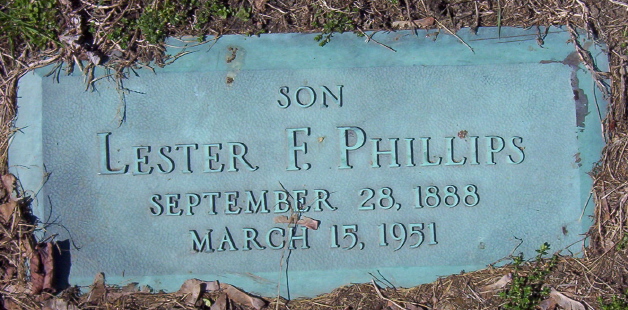 SON
LESTER F. PHILLIPS
SEPTEMBER 28, 1888
MARCH 15, 1951